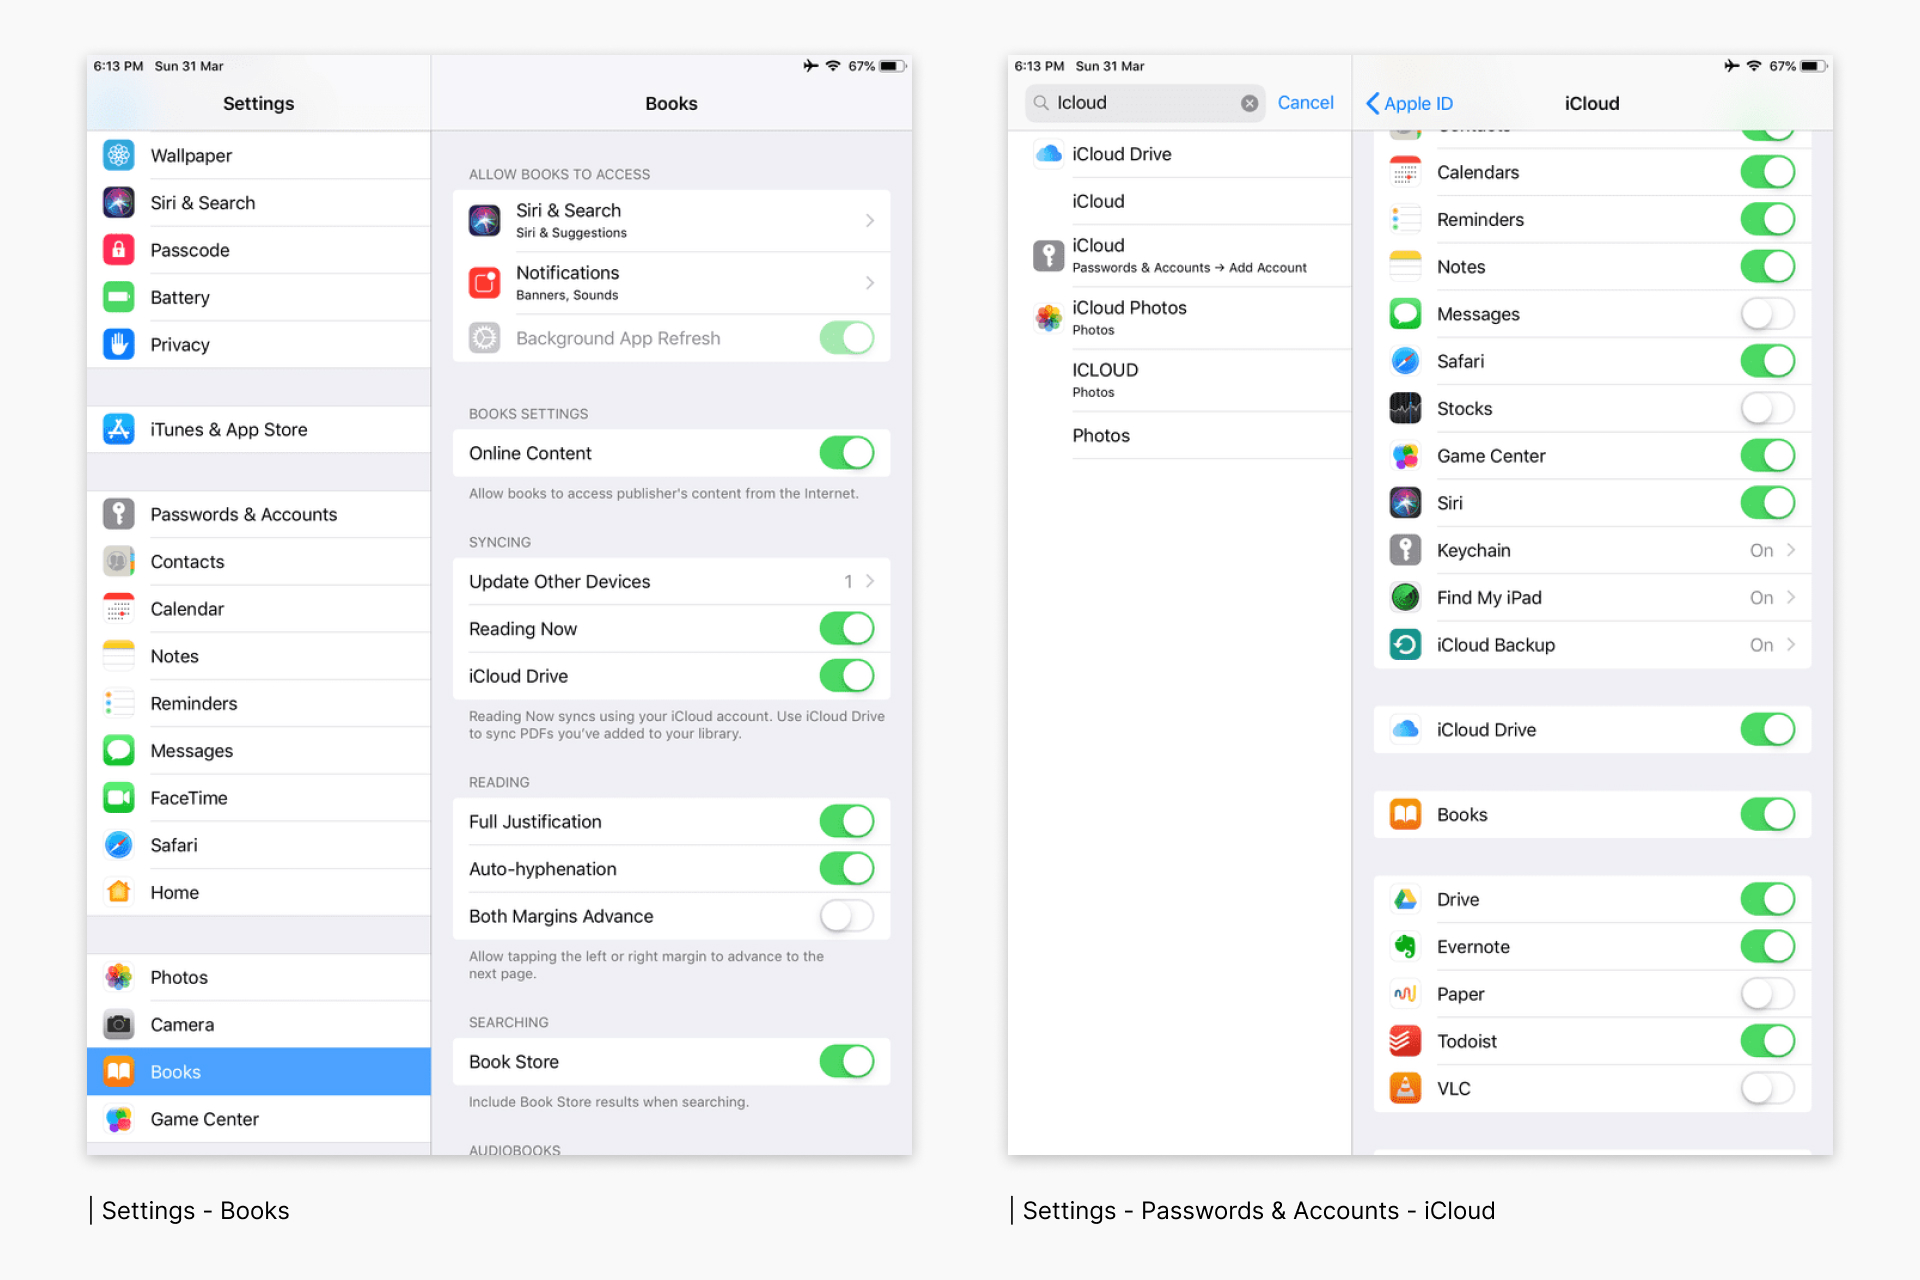 6:13 PM Sun 31 Mar
67%
Settings
Wallpaper
Siri & Search
Passcode
Battery
Privacy
iTunes & App Store
Passwords & Accounts
Contacts
Calendar
Notes
Reminders
Messages
FaceTime
Safari
Home
Photos
Camera
Books
Game Center
Books
ALLOW BOOKS TO ACCESS
Siri & Search
Siri & Suggestions
Notifications
Banners, Sounds
Background App Refresh
BOOKS SETTINGS
Online Content
Allow books to access publisher's content from the Internet.
SYNCING
Update Other Devices 1
Reading Now
iCloud Drive
Reading Now syncs using your iCloud account. Use iCloud Drive
to sync PDFs you've added to your library.
READING
Full Justification
Auto-hyphenation
Both Margins Advance
Allow tapping the left or right margin to advance to the
next page.
SEARCHING
Book Store
Include Book Store results when searching.
AUDIOBOOKS
Settings - Books
6:13 PM Sun 31 Mar
67%
Icloud
Cancel
iCloud Drive
iCloud
iCloud
Passwords & Accounts → Add Account
iCloud Photos
Photos
ICLOUD
Photos
Photos
Apple ID
iCloud
Contacts
Calendars
Reminders
Notes
Messages
Safari
Stocks
Game Center
Siri
Keychain On
Find My iPad On
iCloud Backup On
iCloud Drive
Books
Drive
Evernote
Paper
Todoist
VLC
Settings - Passwords & Accounts - iCloud